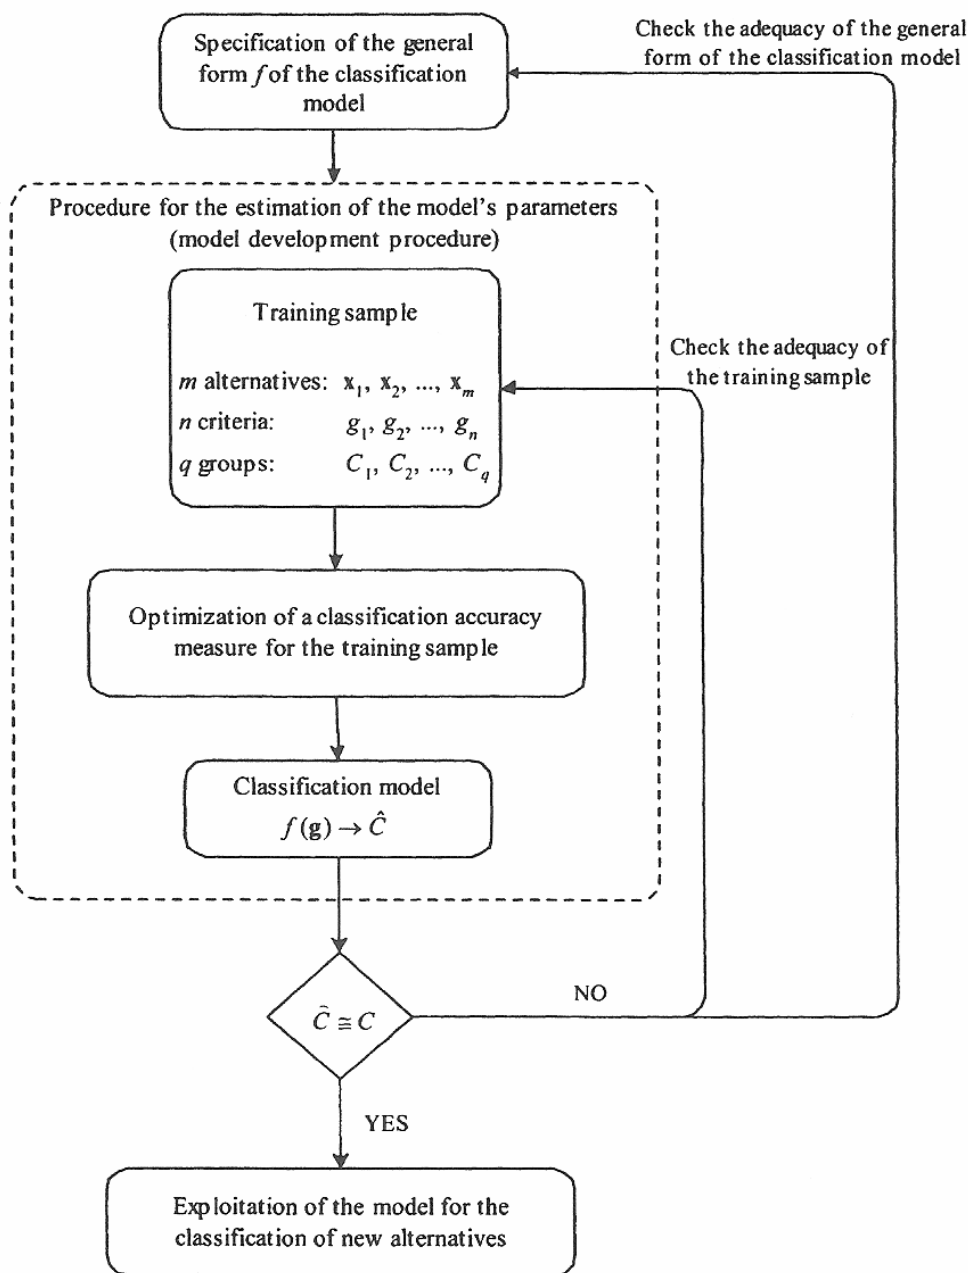 Specification of the general
form f of the classification
model
Check the adequacy of the general
form of the classification model
Procedure for the estimation of the model's parameters
(model development procedure)
Training sample
m alternatives: x₁, x₂, ..., xₘ
n criteria: g₁, g₂, ..., gₙ
q groups: C₁, C₂, ..., C_q
Check the adequacy of
the training sample
Optimization of a classification accuracy
measure for the training sample
Classification model
f(g) → Ĉ
Ĉ ≅ C
NO
YES
Exploitation of the model for the
classification of new alternatives